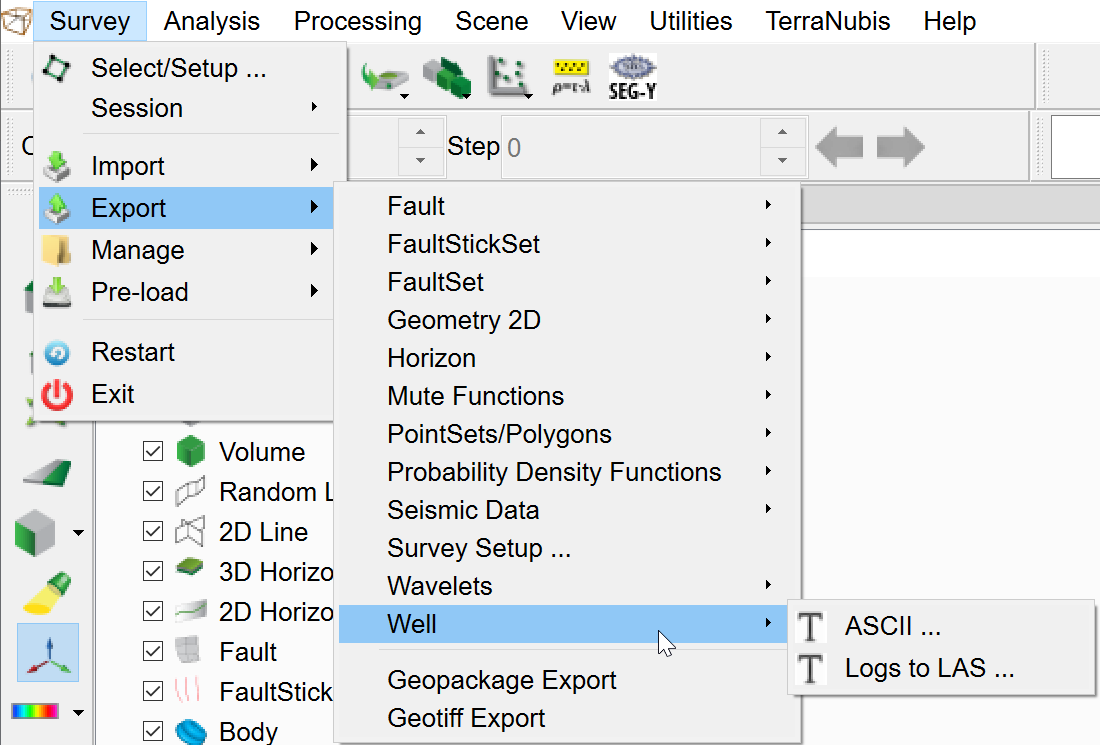 Survey Analysis Processing Scene View Utilities TerraNubis Help
Select/Setup ...
SEG-Y
Session
Step 0
Import
Export
Manage
Pre-load
Restart
Exit
Fault
FaultStickSet
FaultSet
Geometry 2D
Horizon
Mute Functions
PointSets/Polygons
Probability Density Functions
Seismic Data
Survey Setup ...
Wavelets
Well
Geopackage Export
Geotiff Export
ASCII ...
Logs to LAS ...
Volume
Random L
2D Line
3D Horizo
2D Horizo
Fault
FaultStick
Body